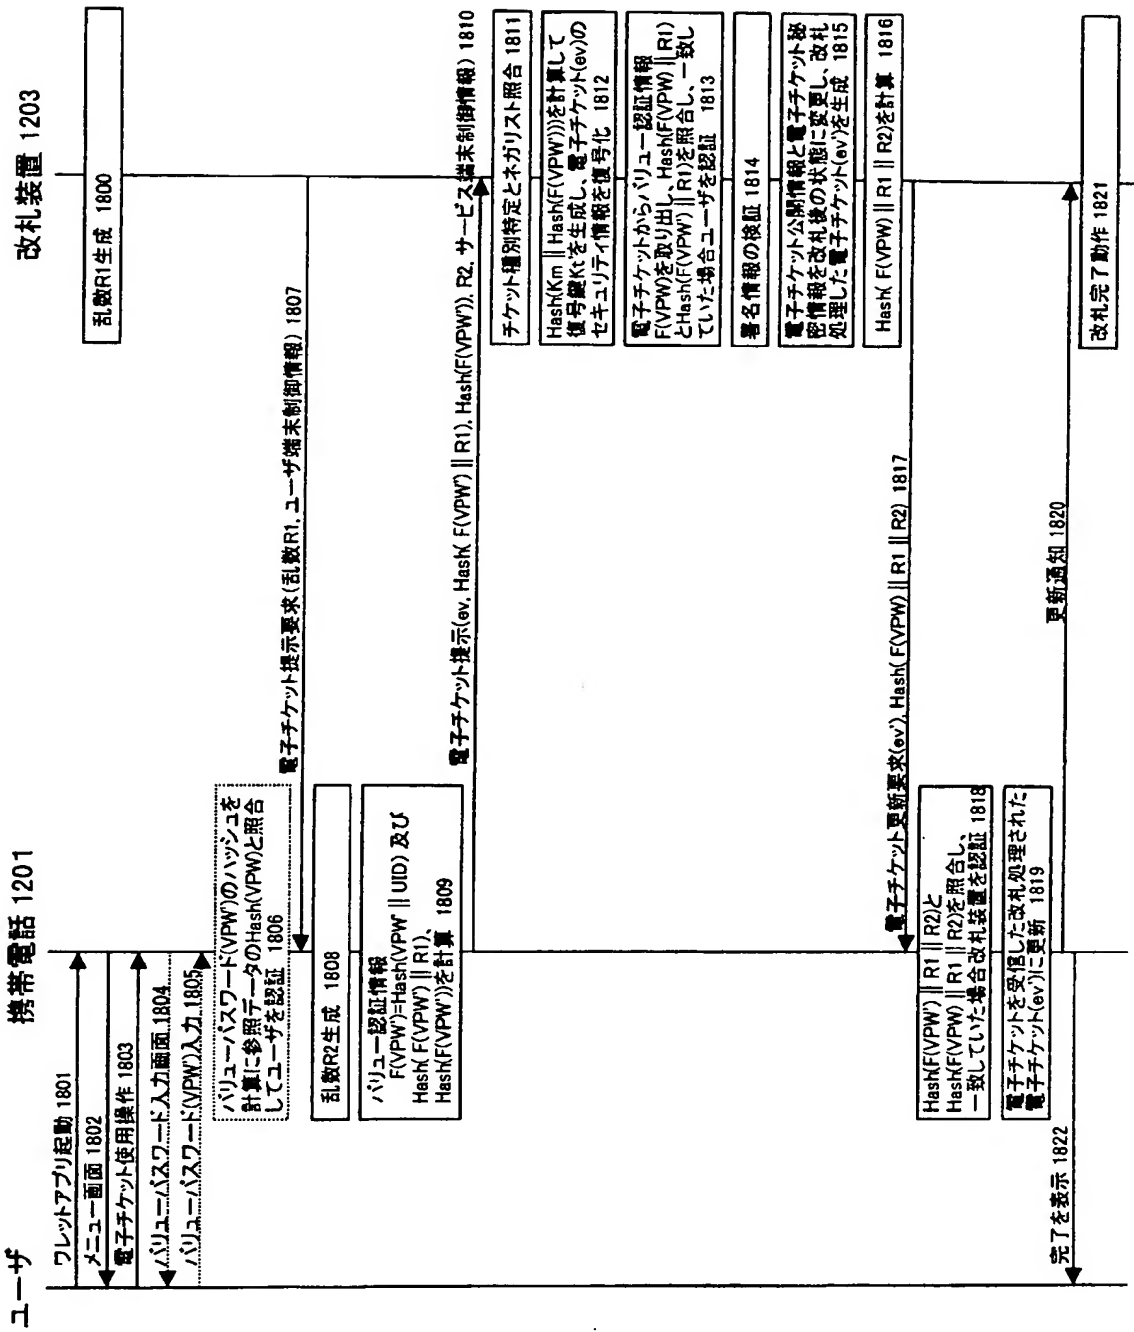 ユーザ
携帯電話 1201
改札装置 1203
乱数R1生成 1800
ワレットアプリ起動 1801
メニュー画面 1802
電子チケット使用操作 1803
バリューパスワード入力画面 1804
バリューパスワード(VPW')入力 1805
バリューパスワード(VPW')のハッシュを
計算に参照データのHash(VPW)と照合
してユーザを認証 1806
電子チケット提示要求(乱数R1, ユーザ端末制御情報) 1807
乱数R2生成 1808
バリュー認証情報
F(VPW')=Hash(VPW' || UID) 及び
Hash( F(VPW') || R1)、
Hash(F(VPW'))を計算 1809
電子チケット提示(ev, Hash( F(VPW') || R1), Hash(F(VPW')), R2, サービス端末制御情報) 1810
チケット種別特定とネガリスト照合 1811
Hash(Km || Hash(F(VPW')))を計算して
復号鍵Kt'を生成し、電子チケット(ev)の
セキュリティ情報を復号化 1812
電子チケットからバリュー認証情報
F(VPW)を取り出し、Hash(F(VPW) || R1)
とHash(F(VPW') || R1)を照合し、一致し
ていた場合ユーザを認証 1813
署名情報の検証 1814
電子チケット公開情報と電子チケット秘
密情報を改札後の状態に変更し、改札
処理した電子チケット(ev')を生成 1815
Hash( F(VPW) || R1 || R2)を計算 1816
電子チケット更新要求(ev'), Hash( F(VPW) || R1 || R2) 1817
Hash(F(VPW') || R1 || R2)と
Hash(F(VPW) || R1 || R2)を照合し、
一致していた場合改札装置を認証 1818
電子チケットを受信した改札処理された
電子チケット(ev')に更新 1819
更新通知 1820
改札完了動作 1821
完了を表示 1822